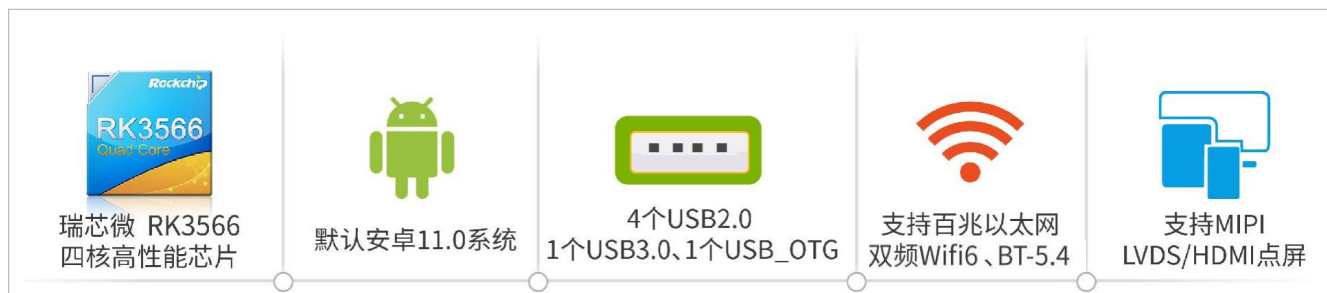 Rockchip
RK3566
Quad Core
瑞芯微 RK3566
四核高性能芯片
默认安卓11.0系统
4个USB2.0
1个USB3.0、1个USB_OTG
支持百兆以太网
双频Wifi6、BT-5.4
支持MIPI
LVDS/HDMI点屏